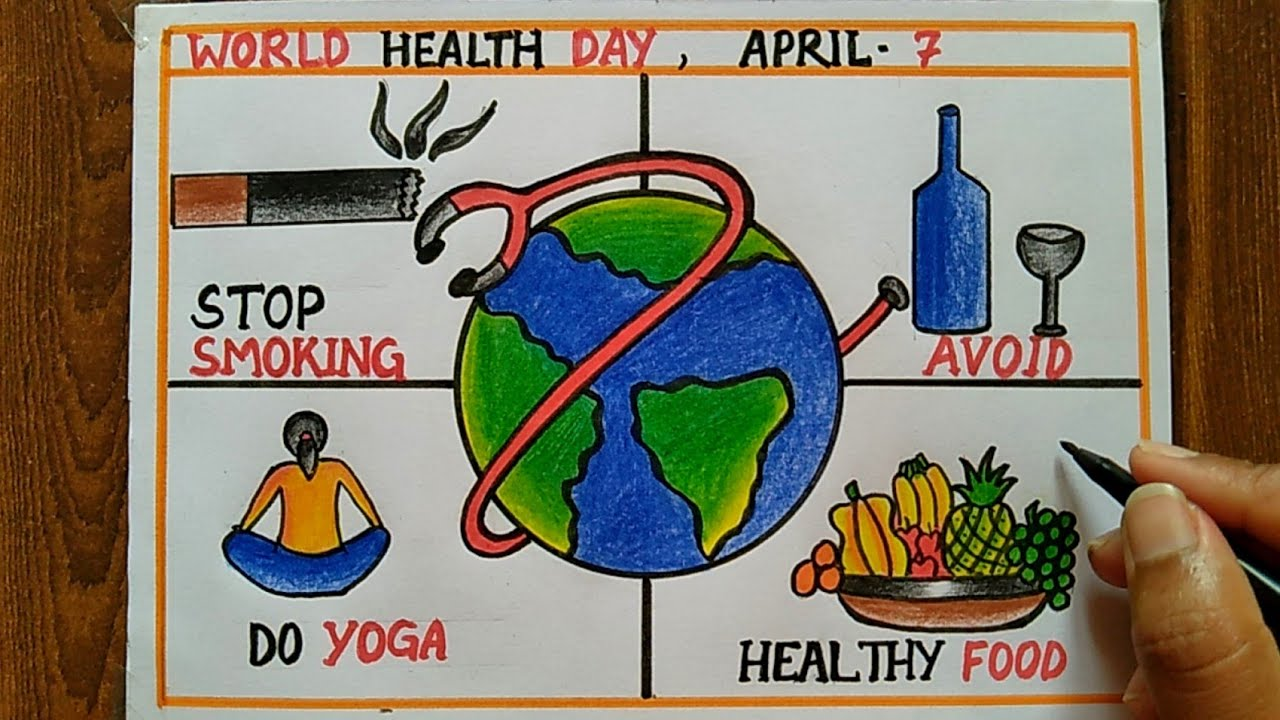 WORLD HEALTH DAY, APRIL- 7
STOP
SMOKING
AVOID
DO YOGA
HEALTHY FOOD